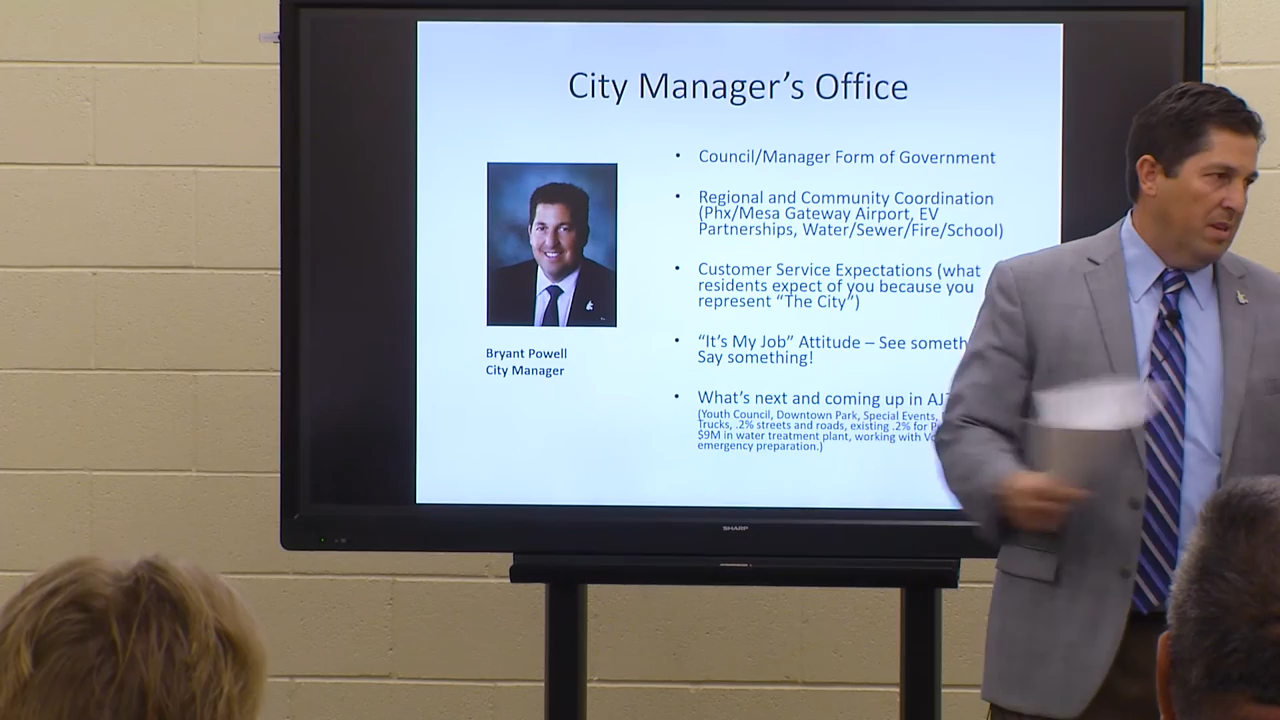 City Manager's Office
• Council/Manager Form of Government
• Regional and Community Coordination
(Phx/Mesa Gateway Airport, EV
Partnerships, Water/Sewer/Fire/School)
• Customer Service Expectations (what
residents expect of you because you
represent "The City")
• "It's My Job" Attitude – See someth
Say something!
• What's next and coming up in AJ?
(Youth Council, Downtown Park, Special Events,
Trucks, .2% streets and roads, existing .2% for
$9M in water treatment plant, working with
emergency preparation.)
Bryant Powell
City Manager
SHARP